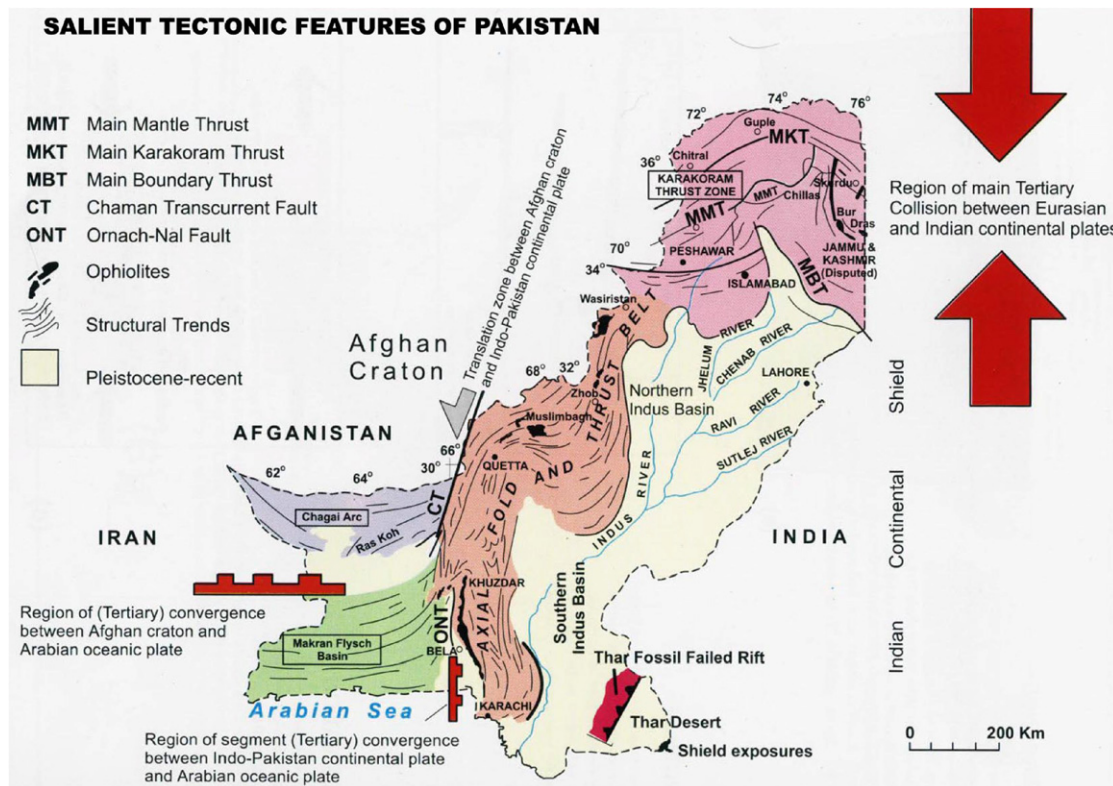 SALIENT TECTONIC FEATURES OF PAKISTAN
MMT Main Mantle Thrust
MKT Main Karakoram Thrust
MBT Main Boundary Thrust
CT Chaman Transcurrent Fault
ONT Ornach-Nal Fault
Ophiolites
Structural Trends
Pleistocene-recent
Translation zone between Afghan craton
and Indo-Pakistan continental plate
Afghan
Craton
AFGANISTAN
IRAN
INDIA
72°
74°
76°
36°
70°
34°
68°
32°
66°
30°
62°
64°
Guple
MKT
Chitral
KARAKORAM
THRUST ZONE
MMT
Chillas
Skardu
MMT
Bur
Dras
PESHAWAR
JAMMU &
KASHMIR
(Disputed)
ISLAMABAD
MBT
Wasiristan
JHELUM RIVER
CHENAB RIVER
LAHORE
RAVI RIVER
SUTLEJ RIVER
Northern
Indus Basin
INDUS RIVER
Zhob
Muslimbagh
QUETTA
AXIAL FOLD AND THRUST BELT
CT
Chagai Arc
Ras Koh
KHUZDAR
ONT
Makran Flysch
Basin
BELA
KARACHI
Southern
Indus Basin
Thar Fossil Failed Rift
Thar Desert
Shield exposures
Arabian Sea
Region of (Tertiary) convergence
between Afghan craton and
Arabian oceanic plate
Region of segment (Tertiary) convergence
between Indo-Pakistan continental plate
and Arabian oceanic plate
Region of main Tertiary
Collision between Eurasian
and Indian continental plates
Indian Continental Shield
0 200 Km